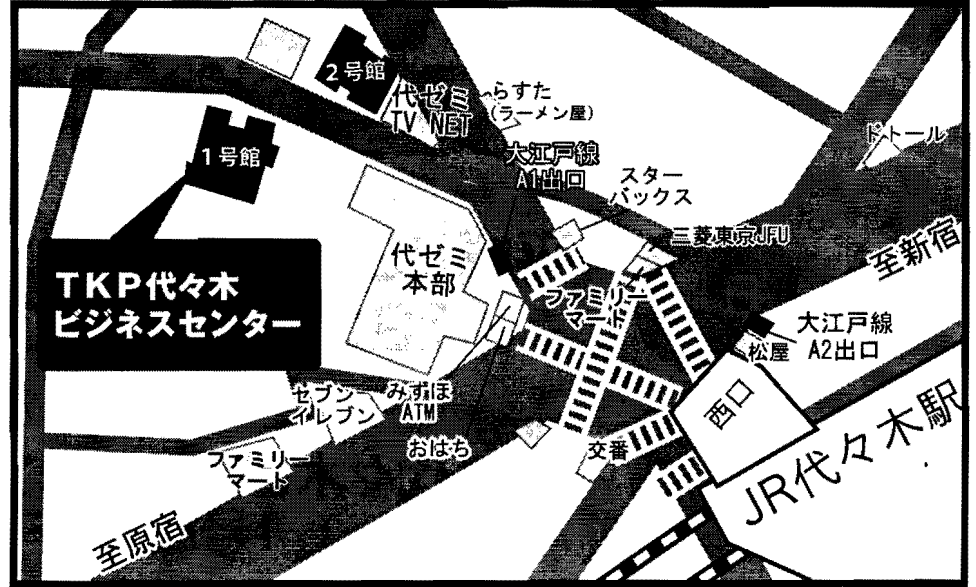 2号館
代ゼミ
TV NET
らすた
(ラーメン屋)
ドトール
1号館
大江戸線
A1出口
スター
バックス
三菱東京UFJ
至新宿
代ゼミ
本部
TKP代々木
ビジネスセンター
ファミリー
マート
大江戸線
A2出口
松屋
西口
セブン
イレブン
みずほ
ATM
おはち
交番
ファミリー
マート
JR代々木駅
至原宿